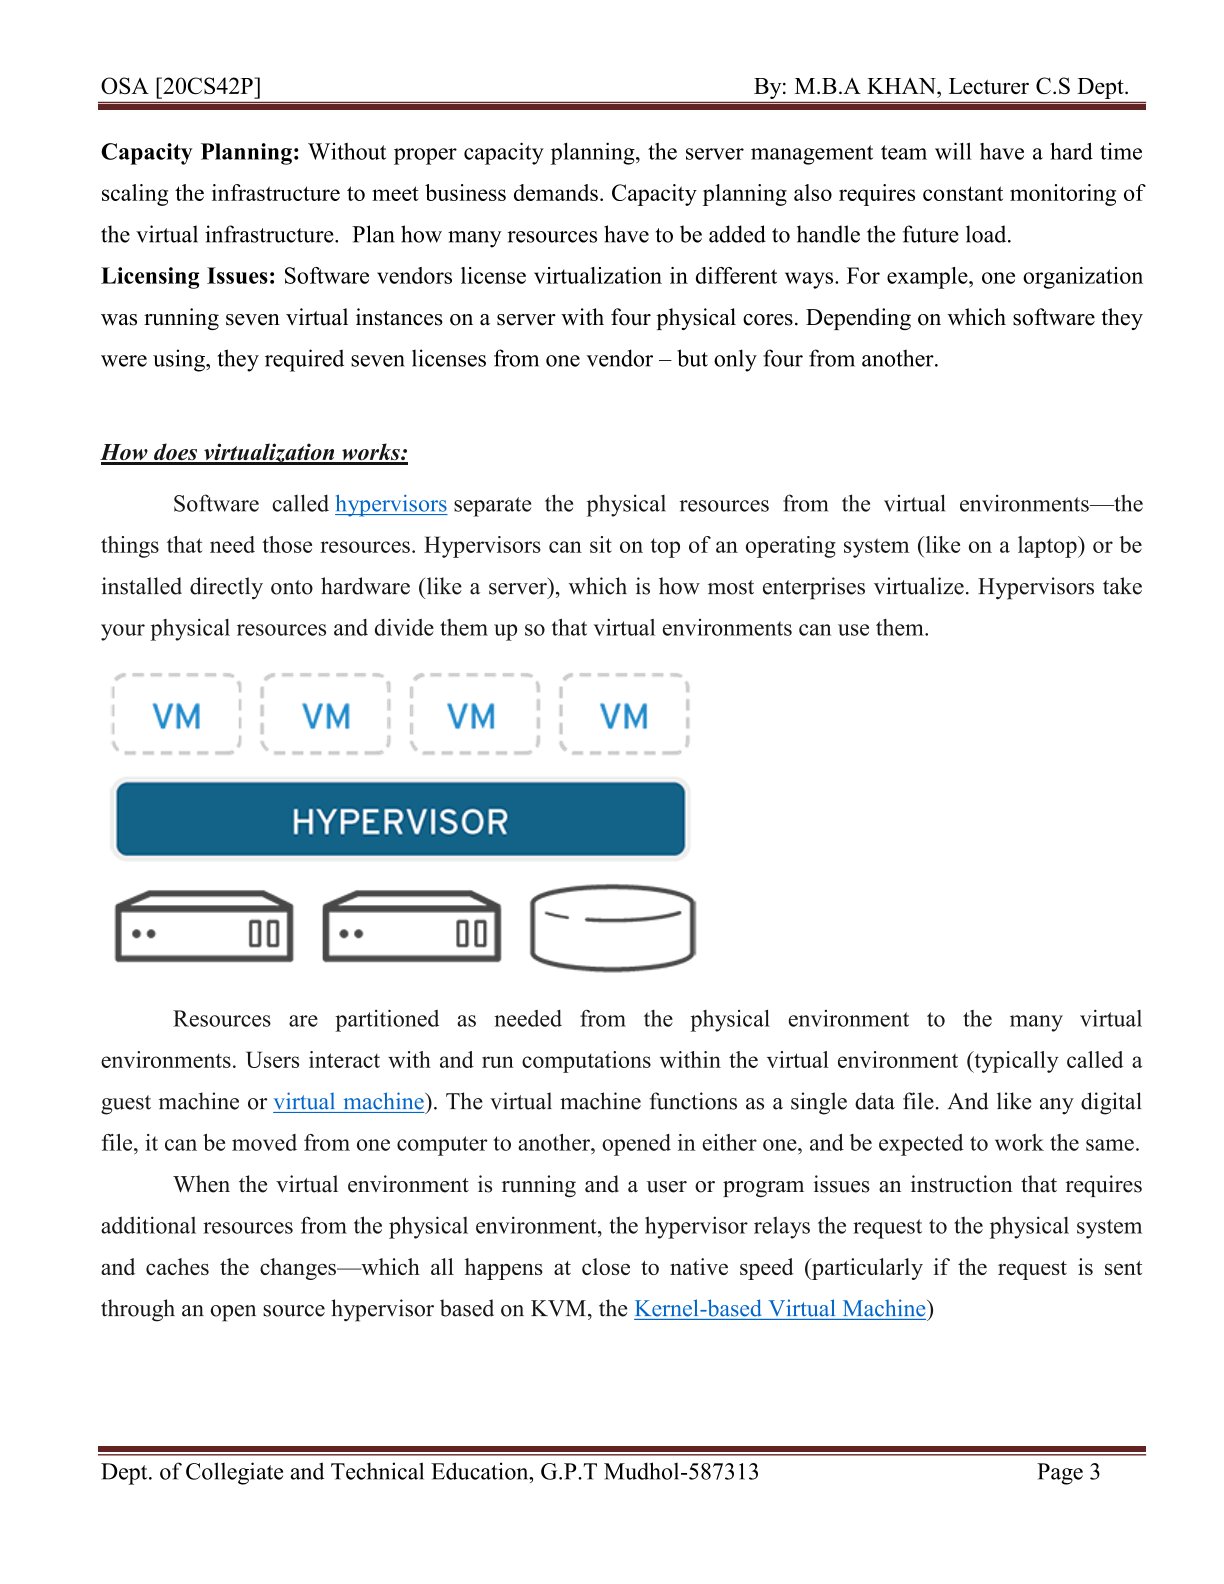 OSA [20CS42P] By: M.B.A KHAN, Lecturer C.S Dept.
Capacity Planning: Without proper capacity planning, the server management team will have a hard time
scaling the infrastructure to meet business demands. Capacity planning also requires constant monitoring of
the virtual infrastructure.  Plan how many resources have to be added to handle the future load.
Licensing Issues: Software vendors license virtualization in different ways. For example, one organization
was running seven virtual instances on a server with four physical cores. Depending on which software they
were using, they required seven licenses from one vendor – but only four from another.
How does virtualization works:
Software called hypervisors separate the physical resources from the virtual environments—the
things that need those resources. Hypervisors can sit on top of an operating system (like on a laptop) or be
installed directly onto hardware (like a server), which is how most enterprises virtualize. Hypervisors take
your physical resources and divide them up so that virtual environments can use them.
VM VM VM VM
HYPERVISOR
Resources are partitioned as needed from the physical environment to the many virtual
environments. Users interact with and run computations within the virtual environment (typically called a
guest machine or virtual machine). The virtual machine functions as a single data file. And like any digital
file, it can be moved from one computer to another, opened in either one, and be expected to work the same.
When the virtual environment is running and a user or program issues an instruction that requires
additional resources from the physical environment, the hypervisor relays the request to the physical system
and caches the changes—which all happens at close to native speed (particularly if the request is sent
through an open source hypervisor based on KVM, the Kernel-based Virtual Machine)
Dept. of Collegiate and Technical Education, G.P.T Mudhol-587313 Page 3